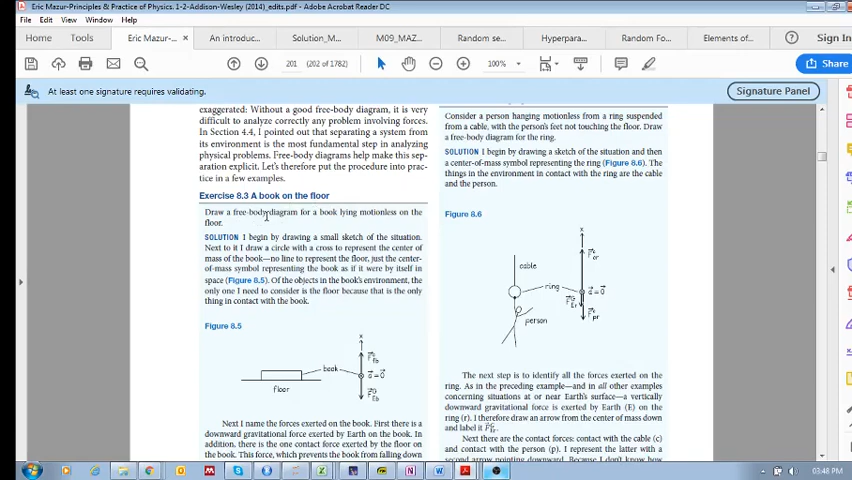 Eric Mazur-Principles & Practice of Physics. 1-2-Addison-Wesley (2014)_edits.pdf - Adobe Acrobat Reader DC
File Edit View Window Help
Home Tools Eric Mazur-... × An introduc... Solution_M... M09_MAZ... Random se... Hyperpara... Random Fo... Elements of... Sign In
201 (202 of 1782) 100% Share
At least one signature requires validating. Signature Panel
exaggerated: Without a good free-body diagram, it is very
difficult to analyze correctly any problem involving forces.
In Section 4.4, I pointed out that separating a system from
its environment is the most fundamental step in analyzing
physical problems. Free-body diagrams help make this sep-
aration explicit. Let's therefore put the procedure into prac-
tice in a few examples.
Exercise 8.3 A book on the floor
Draw a free-body diagram for a book lying motionless on the
floor.
SOLUTION I begin by drawing a small sketch of the situation.
Next to it I draw a circle with a cross to represent the center of
mass of the book—no line to represent the floor, just the center-
of-mass symbol representing the book as if it were by itself in
space (Figure 8.5). Of the objects in the book's environment, the
only one I need to consider is the floor because that is the only
thing in contact with the book.
Figure 8.5
x
book
a = 0
floor
Next I name the forces exerted on the book. First there is a
downward gravitational force exerted by Earth on the book. In
addition, there is the one contact force exerted by the floor on
the book. This force, which prevents the book from falling down
Consider a person hanging motionless from a ring suspended
from a cable, with the person's feet not touching the floor. Draw
a free-body diagram for the ring.
SOLUTION I begin by drawing a sketch of the situation and then
a center-of-mass symbol representing the ring (Figure 8.6). The
things in the environment in contact with the ring are the cable
and the person.
Figure 8.6
x
cable
ring
a = 0
person
The next step is to identify all the forces exerted on the
ring. As in the preceding example—and in all other examples
concerning situations at or near Earth's surface—a vertically
downward gravitational force is exerted by Earth (E) on the
ring (r). I therefore draw an arrow from the center of mass down
and label it
Next there are the contact forces: contact with the cable (c)
and contact with the person (p). I represent the latter with a
second arrow pointing downward. Because I don't know how
03:48 PM